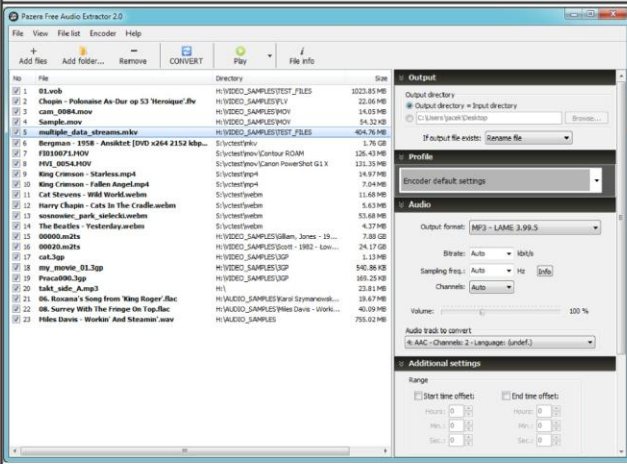 Pazera Free Audio Extractor 2.0
File View File list Encoder Help
Add files Add folder... Remove CONVERT Play File info
No File Directory Size
1 01.vob H:\VIDEO_SAMPLES\TEST_FILES 1023.85 MB
2 Chopin - Polonaise As-Dur op 53 'Heroique'.flv H:\VIDEO_SAMPLES\FLV 22.06 MB
3 cam_0084.mov H:\VIDEO_SAMPLES\MOV 14.05 MB
4 Sample.mov H:\VIDEO_SAMPLES\MOV 54.32 KB
5 multiple_data_streams.mkv H:\VIDEO_SAMPLES\TEST_FILES 404.76 MB
6 Bergman - 1958 - Ansiktet [DVD x264 2152 kbp... S:\yctest\mkv 1.76 GB
7 FI010071.MOV S:\yctest\mov\Contour ROAM 126.43 MB
8 MVI_0054.MOV S:\yctest\mov\Canon PowerShot G1 X 131.35 MB
9 King Crimson - Starless.mp4 S:\yctest\mp4 14.97 MB
10 King Crimson - Fallen Angel.mp4 S:\yctest\mp4 7.04 MB
11 Cat Stevens - Wild World.webm S:\yctest\webm 11.68 MB
12 Harry Chapin - Cats In The Cradle.webm S:\yctest\webm 5.63 MB
13 sosnowiec_park_sielecki.webm S:\yctest\webm 53.68 MB
14 The Beatles - Yesterday.webm S:\yctest\webm 4.37 MB
15 00000.m2ts H:\VIDEO_SAMPLES\Gilliam, Jones - 19... 7.88 GB
16 00020.m2ts H:\VIDEO_SAMPLES\Scott - 1982 - Low... 24.17 GB
17 cat.3gp H:\VIDEO_SAMPLES\3GP 1.13 MB
18 my_movie_01.3gp H:\VIDEO_SAMPLES\3GP 540.86 KB
19 Praca000.3gp H:\VIDEO_SAMPLES\3GP 169.25 KB
20 takt_side_A.mp3 H:\ 23.81 MB
21 06. Roxana's Song from 'King Roger'.flac H:\AUDIO_SAMPLES\Karol Szymanowsk... 19.67 MB
22 08. Surrey With The Fringe On Top.flac H:\AUDIO_SAMPLES\Miles Davis - Worki... 40.09 MB
23 Miles Davis - Workin' And Steamin'.wav H:\AUDIO_SAMPLES 755.02 MB
Output
Output directory
Output directory = Input directory
C:\Users\jacek\Desktop Browse...
If output file exists: Rename file
Profile
Encoder default settings
Audio
Output format: MP3 - LAME 3.99.5
Bitrate: Auto kbit/s
Sampling freq.: Auto Hz Info
Channels: Auto
Volume: 100 %
Audio track to convert
4: AAC - Channels: 2 - Language: (undef.)
Additional settings
Range
Start time offset: End time offset:
Hours: 0 Hours: 0
Min.: 0 Min.: 0
Sec.: 0 Sec.: 0